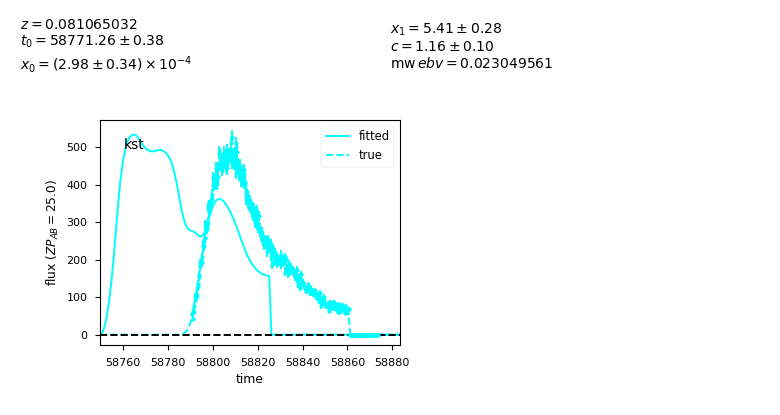 z = 0.081065032
t₀ = 58771.26 ± 0.38
x₀ = (2.98 ± 0.34) × 10⁻⁴
x₁ = 5.41 ± 0.28
c = 1.16 ± 0.10
mw ebv = 0.023049561
kst
fitted
true
flux (ZP_AB = 25.0)
500
400
300
200
100
0
58760 58780 58800 58820 58840 58860 58880
time